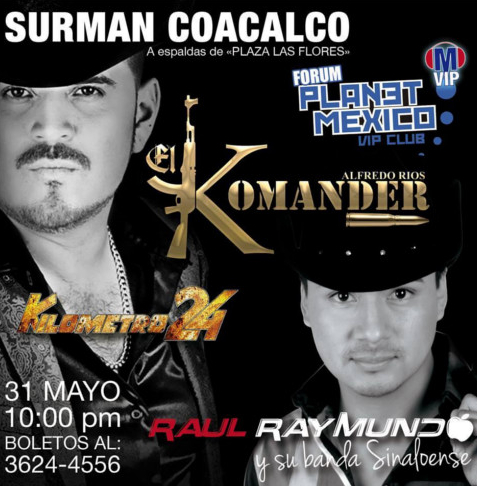 SURMAN COACALCO
A espaldas de «PLAZA LAS FLORES»
M
VIP
FORUM
PLANET
MEXICO
VIP CLUB
El
Komander
ALFREDO RIOS
KILOMETRO 24
31 MAYO
10:00 pm
BOLETOS AL:
3624-4556
RAUL RAYMUNDO
y su banda Sinaloense